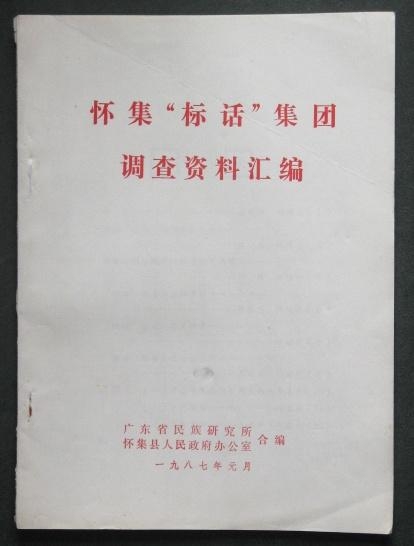 怀集“标话”集团
调查资料汇编
广东省民族研究所
怀集县人民政府办公室
合编
一九八七年元月